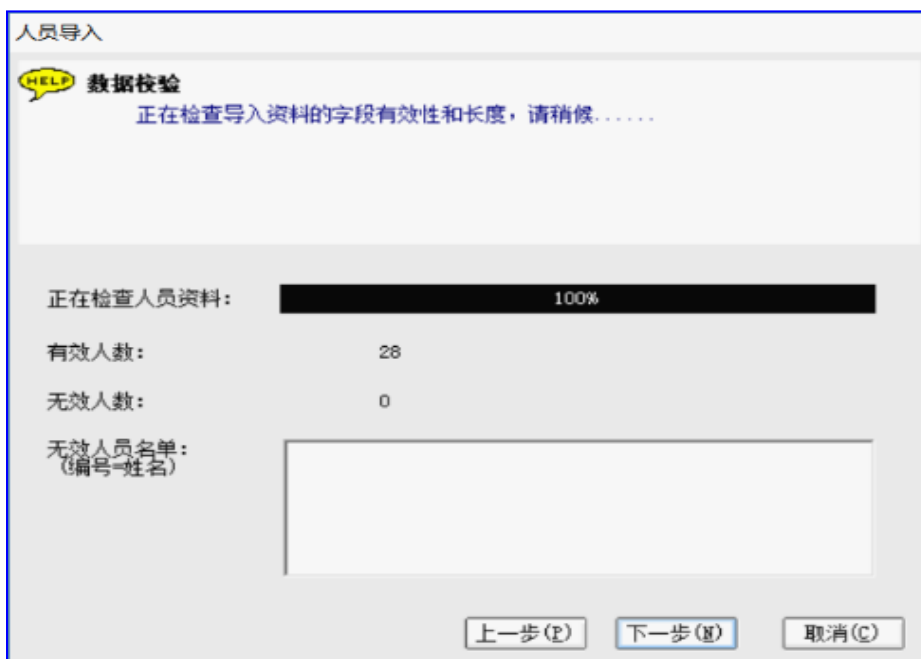 人员导入
HELP 数据校验
正在检查导入资料的字段有效性和长度，请稍候......
正在检查人员资料： 100%
有效人数： 28
无效人数： 0
无效人员名单：
(编号=姓名)
上一步(P) 下一步(N) 取消(C)